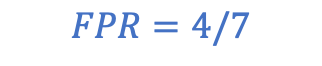 FPR = 4/7